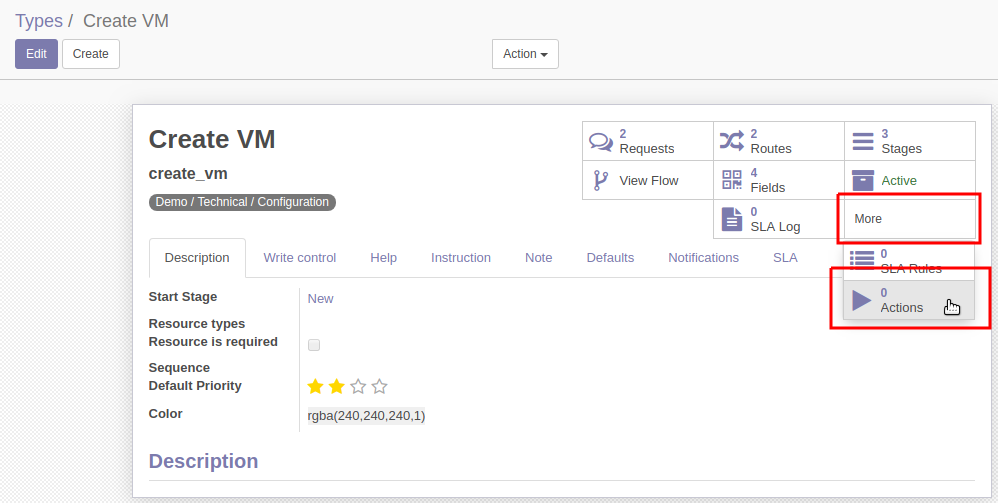 Types / Create VM
Edit
Create
Action
Create VM
create_vm
Demo / Technical / Configuration
2
Requests
2
Routes
3
Stages
View Flow
4
Fields
Active
0
SLA Log
More
0
SLA Rules
0
Actions
Description
Write control
Help
Instruction
Note
Defaults
Notifications
SLA
Start Stage
New
Resource types
Resource is required
Sequence
Default Priority
Color
rgba(240,240,240,1)
Description